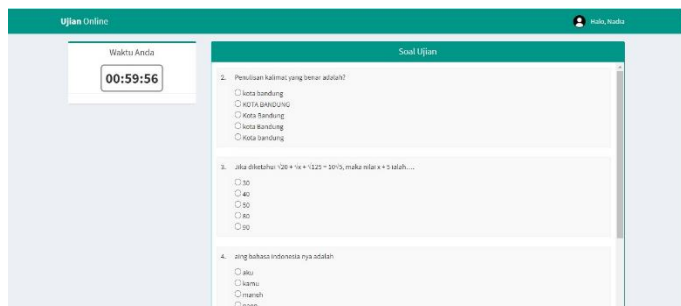 Ujian Online
Halo, Nadia
Waktu Anda
00:59:56
Soal Ujian
2. Penulisan kalimat yang benar adalah?
kota bandung
KOTA BANDUNG
Kota Bandung
kota Bandung
Kota bandung
3. Jika diketahui √20 + √x + √125 = 10√5, maka nilai x + 5 ialah....
30
40
50
80
90
4. aing bahasa indonesia nya adalah
aku
kamu
maneh